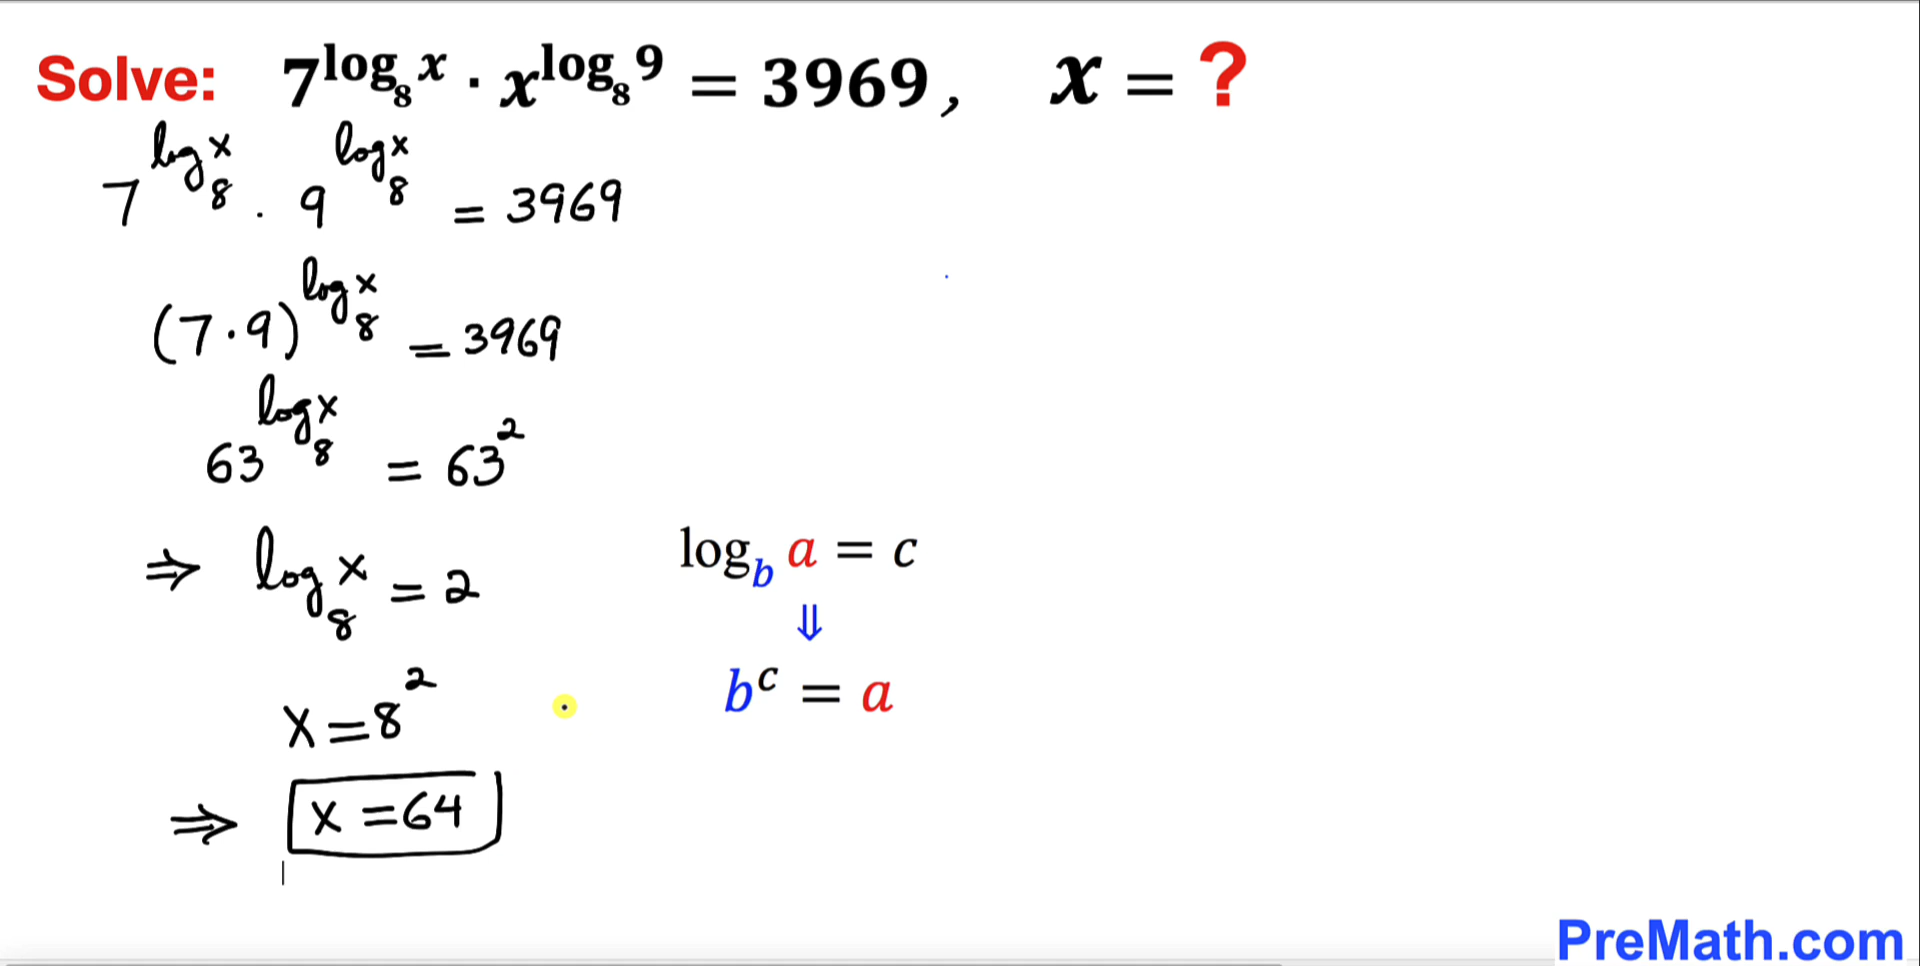 Solve: 7^{log_8 x} · x^{log_8 9} = 3969, x = ?
7^{log_8 x} · 9^{log_8 x} = 3969
(7·9)^{log_8 x} = 3969
63^{log_8 x} = 63^2
⇒ log_8 x = 2
log_b a = c
⇓
b^c = a
x = 8^2
⇒ x = 64
PreMath.com